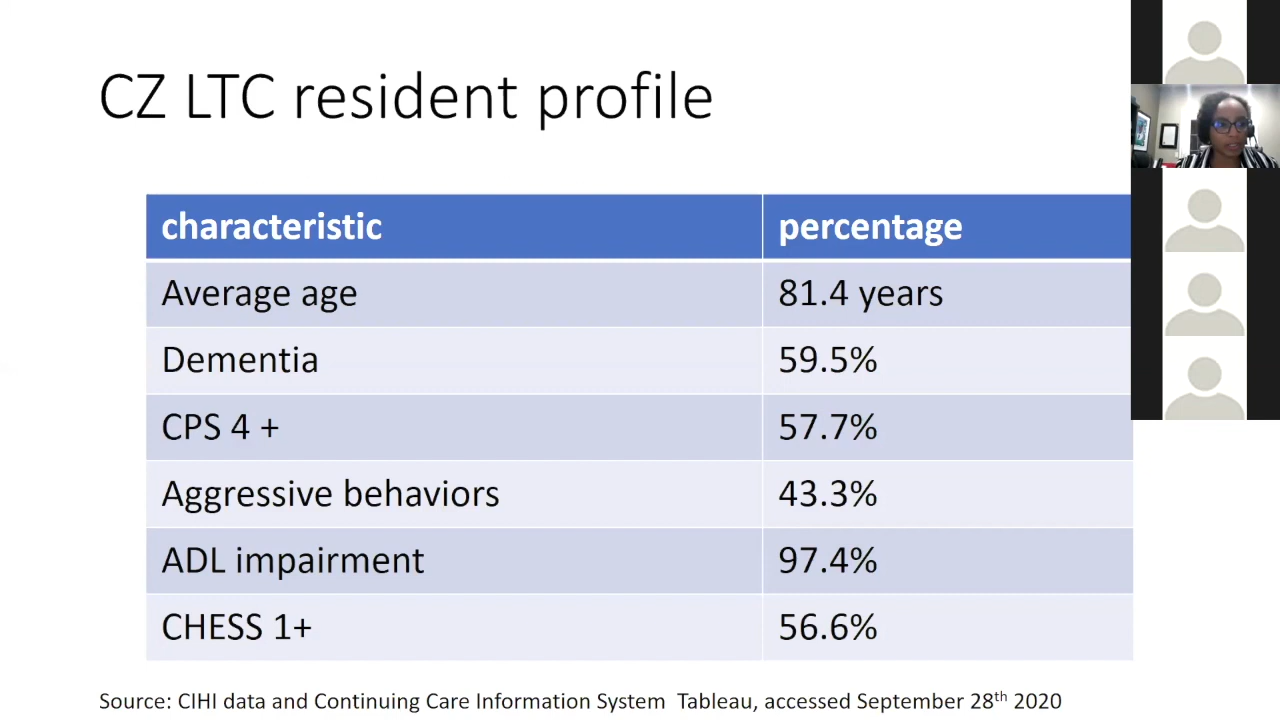 CZ LTC resident profile
characteristic percentage
Average age 81.4 years
Dementia 59.5%
CPS 4 + 57.7%
Aggressive behaviors 43.3%
ADL impairment 97.4%
CHESS 1+ 56.6%
Source: CIHI data and Continuing Care Information System Tableau, accessed September 28th 2020